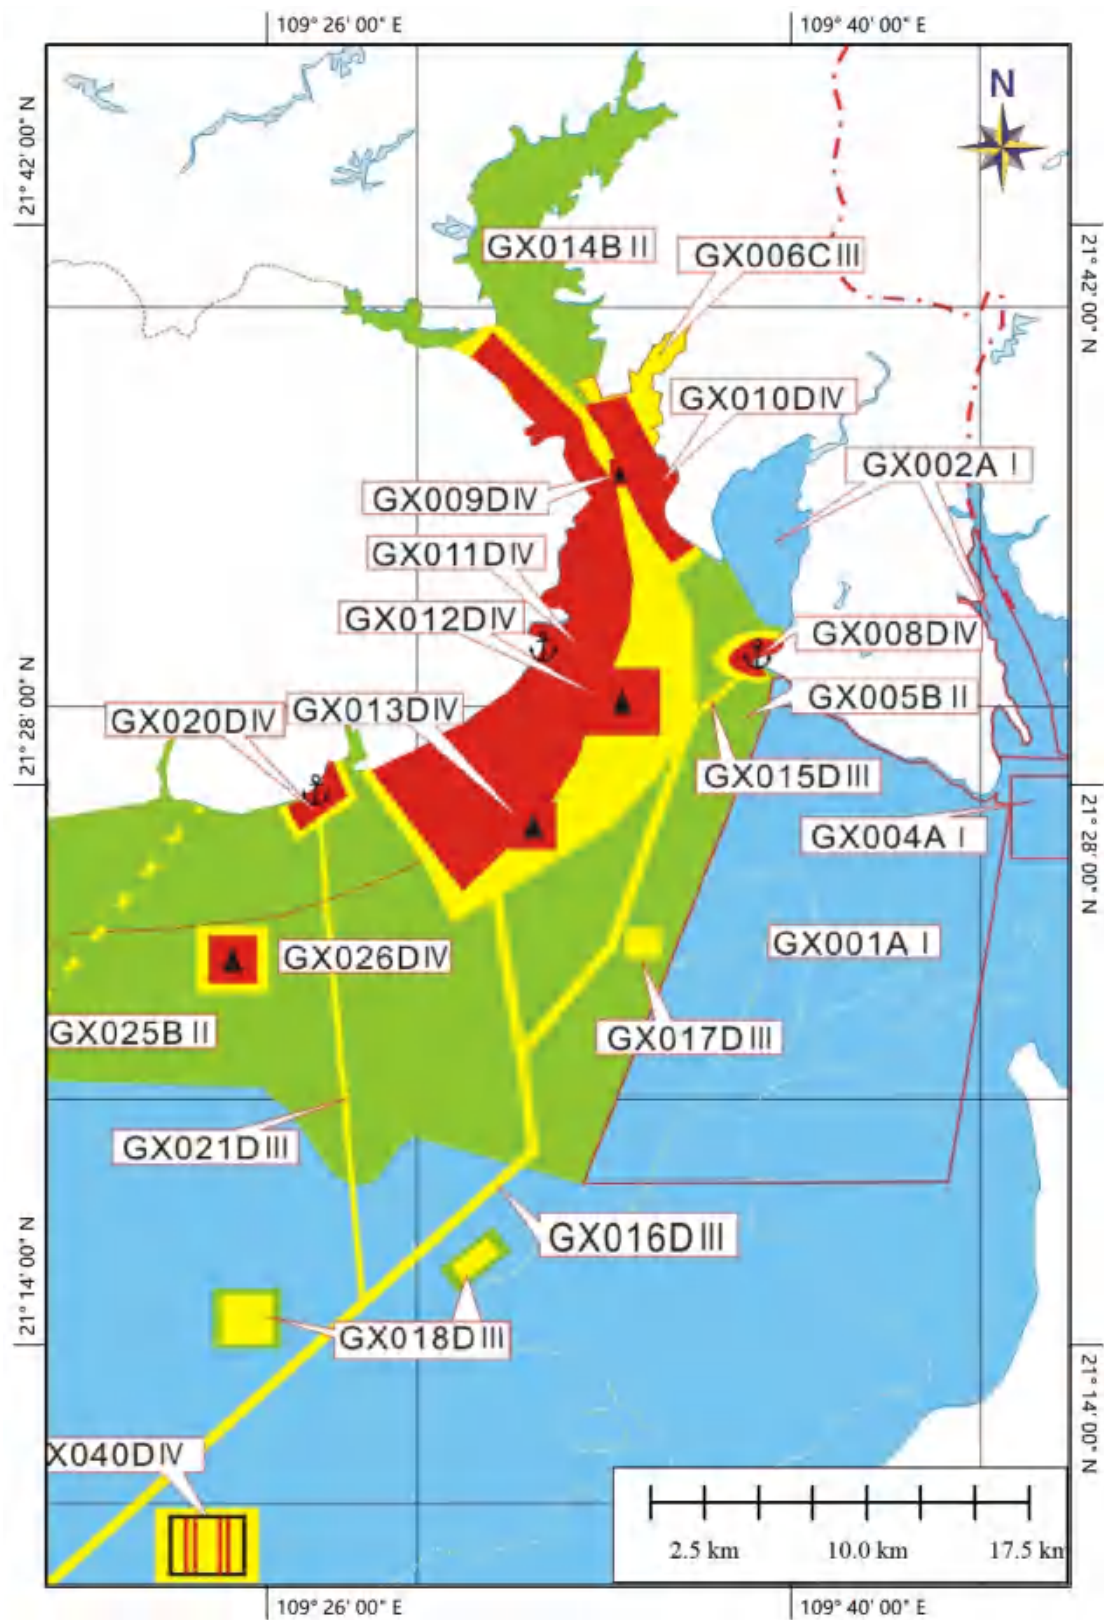 109° 26' 00" E
109° 40' 00" E
21° 42' 00" N
N
21° 42' 00" N
GX014B II
GX006C III
GX010D IV
GX002A I
GX009D IV
GX011D IV
GX012D IV
GX008D IV
GX005B II
GX013D IV
GX020D IV
21° 28' 00" N
GX015D III
GX004A I
21° 28' 00" N
GX001A I
GX026D IV
GX025B II
GX017D III
GX021D III
GX016D III
21° 14' 00" N
GX018D III
21° 14' 00" N
X040D IV
2.5 km
10.0 km
17.5 km
109° 26' 00" E
109° 40' 00" E